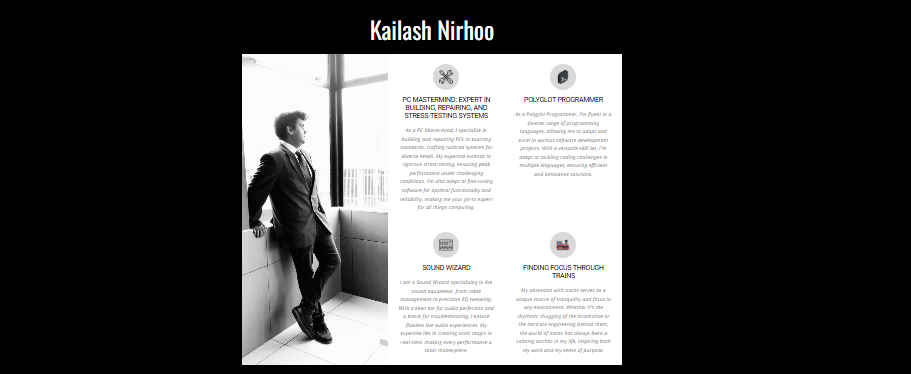 Kailash Nirhoo
PC MASTERMIND: EXPERT IN
BUILDING, REPAIRING, AND
STRESS-TESTING SYSTEMS
As a PC Mastermind, I specialize in
building and repairing PCs to exacting
standards, crafting tailored systems for
diverse needs. My expertise extends to
rigorous stress-testing, ensuring peak
performance under challenging
conditions. I'm also adept at fine-tuning
software for optimal functionality and
reliability, making me your go-to expert
for all things computing.
POLYGLOT PROGRAMMER
As a Polyglot Programmer, I'm fluent in a
diverse range of programming
languages, allowing me to adapt and
excel in various software development
projects. With a versatile skill set, I'm
adept at tackling coding challenges in
multiple languages, ensuring efficient
and innovative solutions.
SOUND WIZARD
I am a Sound Wizard specializing in live
sound equipment, from cable
management to precision EQ tweaking.
With a keen ear for audio perfection and
a knack for troubleshooting, I ensure
flawless live audio experiences. My
expertise lies in creating sonic magic in
real-time, making every performance a
sonic masterpiece.
FINDING FOCUS THROUGH
TRAINS
My obsession with trains serves as a
unique source of tranquility and focus in
any environment. Whether it's the
rhythmic chugging of the locomotive or
the intricate engineering behind them,
the world of trains has always been a
calming anchor in my life, inspiring both
my work and my sense of purpose.